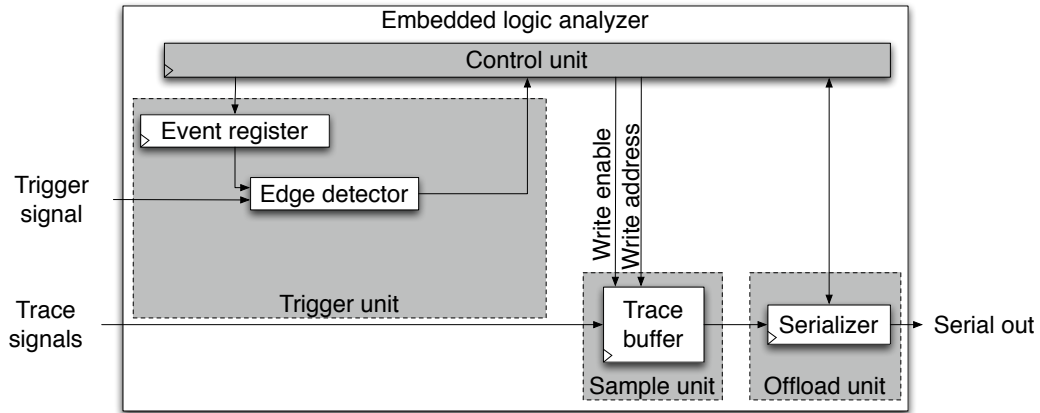 Embedded logic analyzer
Control unit
Event register
Edge detector
Trigger
signal
Write enable
Write address
Trigger unit
Trace
signals
Trace
buffer
Serializer
Serial out
Sample unit
Offload unit